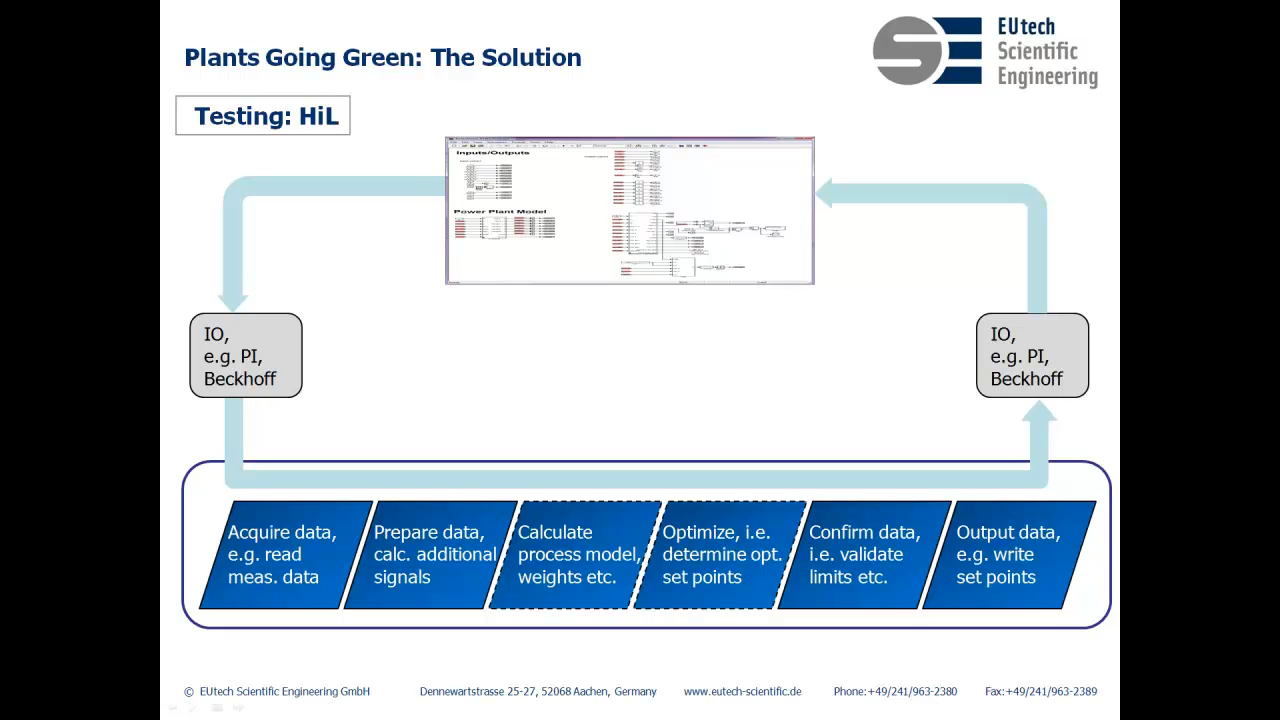 Plants Going Green: The Solution
EUtech
Scientific
Engineering
Testing: HiL
Inputs/Outputs
Power Plant Model
IO,
e.g. PI,
Beckhoff
IO,
e.g. PI,
Beckhoff
Acquire data,
e.g. read
meas. data
Prepare data,
calc. additional
signals
Calculate
process model,
weights etc.
Optimize, i.e.
determine opt.
set points
Confirm data,
i.e. validate
limits etc.
Output data,
e.g. write
set points
© EUtech Scientific Engineering GmbH Dennewartstrasse 25-27, 52068 Aachen, Germany www.eutech-scientific.de Phone:+49/241/963-2380 Fax:+49/241/963-2389